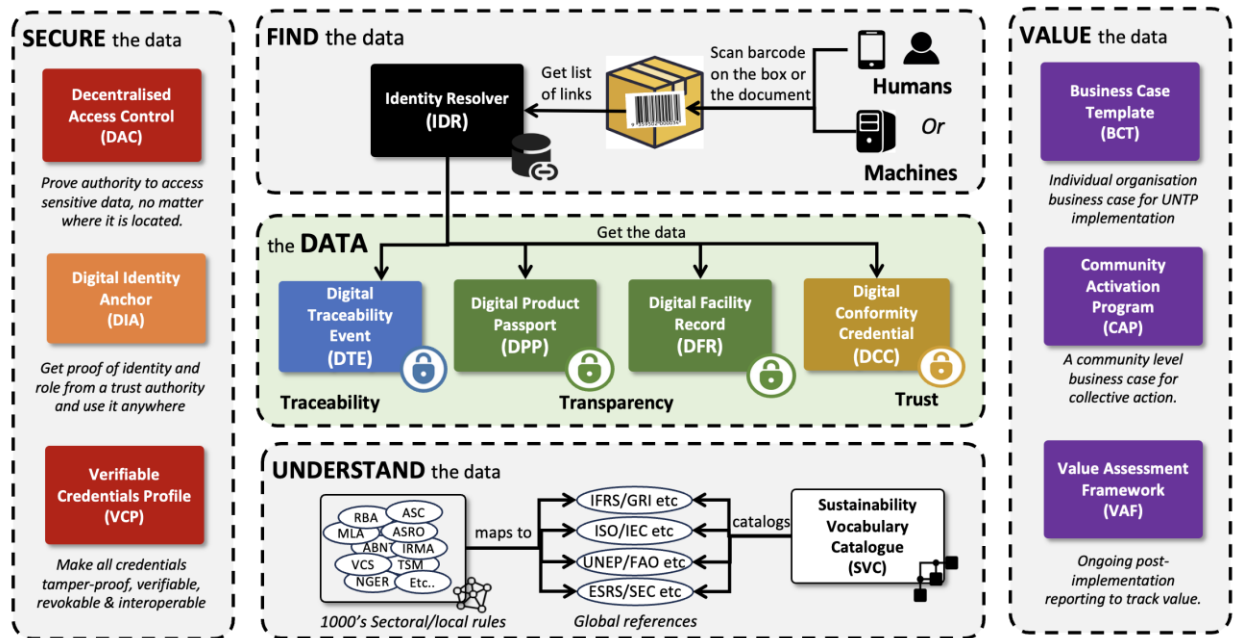 SECURE the data
Decentralised
Access Control
(DAC)
Prove authority to access
sensitive data, no matter
where it is located.
Digital Identity
Anchor
(DIA)
Get proof of identity and
role from a trust authority
and use it anywhere
Verifiable
Credentials Profile
(VCP)
Make all credentials
tamper-proof, verifiable,
revokable & interoperable
FIND the data
Identity Resolver
(IDR)
Get list
of links
Scan barcode
on the box or
the document
Humans
Or
Machines
the DATA
Get the data
Digital
Traceability
Event
(DTE)
Digital Product
Passport
(DPP)
Digital Facility
Record
(DFR)
Digital
Conformity
Credential
(DCC)
Traceability
Transparency
Trust
UNDERSTAND the data
RBA
ASC
MLA
ASRO
ABNT
IRMA
VCS
TSM
NGER
Etc..
1000's Sectoral/local rules
maps to
IFRS/GRI etc
ISO/IEC etc
UNEP/FAO etc
ESRS/SEC etc
Global references
catalogs
Sustainability
Vocabulary
Catalogue
(SVC)
VALUE the data
Business Case
Template
(BCT)
Individual organisation
business case for UNTP
implementation
Community
Activation
Program
(CAP)
A community level
business case for
collective action.
Value Assessment
Framework
(VAF)
Ongoing post-
implementation
reporting to track value.